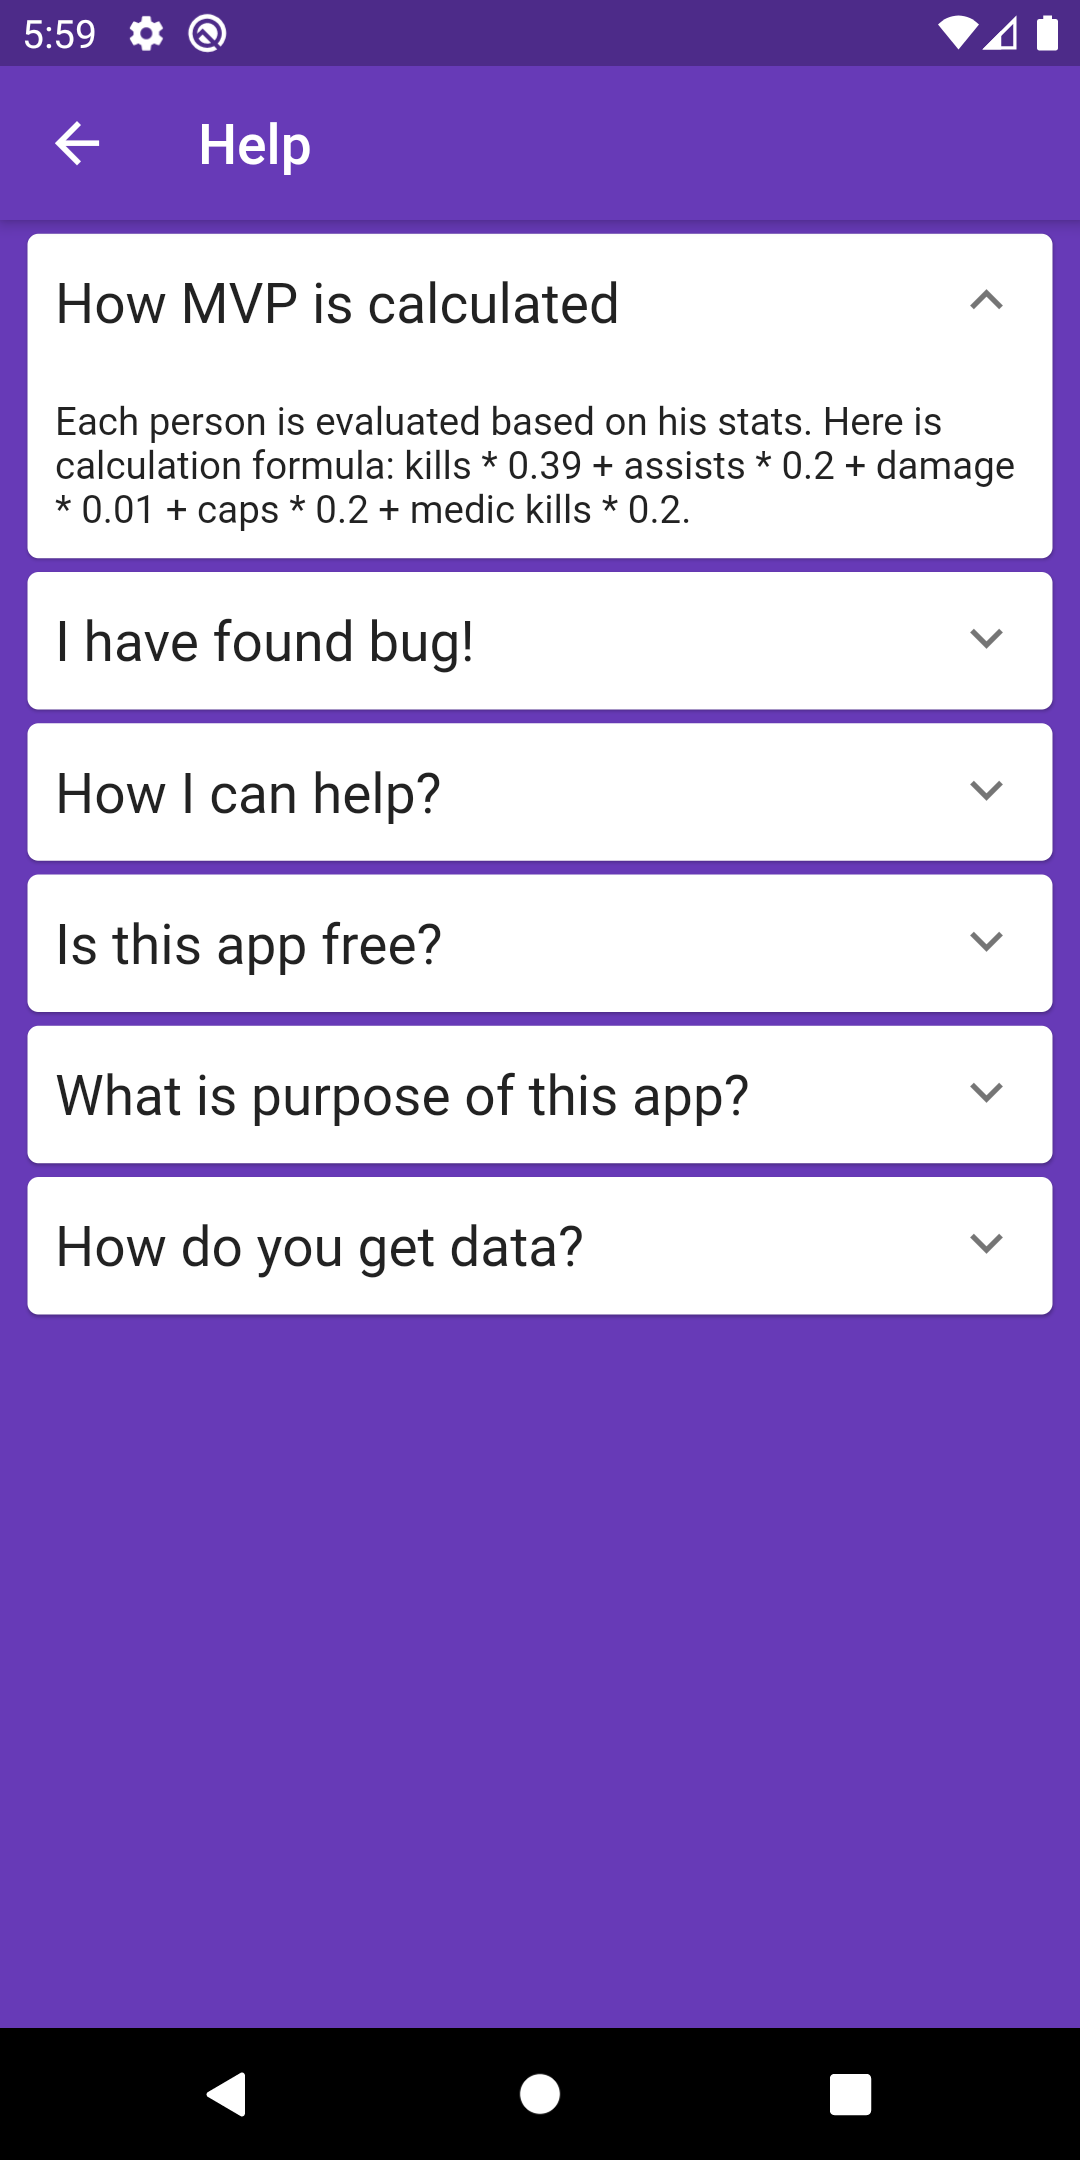 5:59
Help
How MVP is calculated
Each person is evaluated based on his stats. Here is
calculation formula: kills * 0.39 + assists * 0.2 + damage
* 0.01 + caps * 0.2 + medic kills * 0.2.
I have found bug!
How I can help?
Is this app free?
What is purpose of this app?
How do you get data?